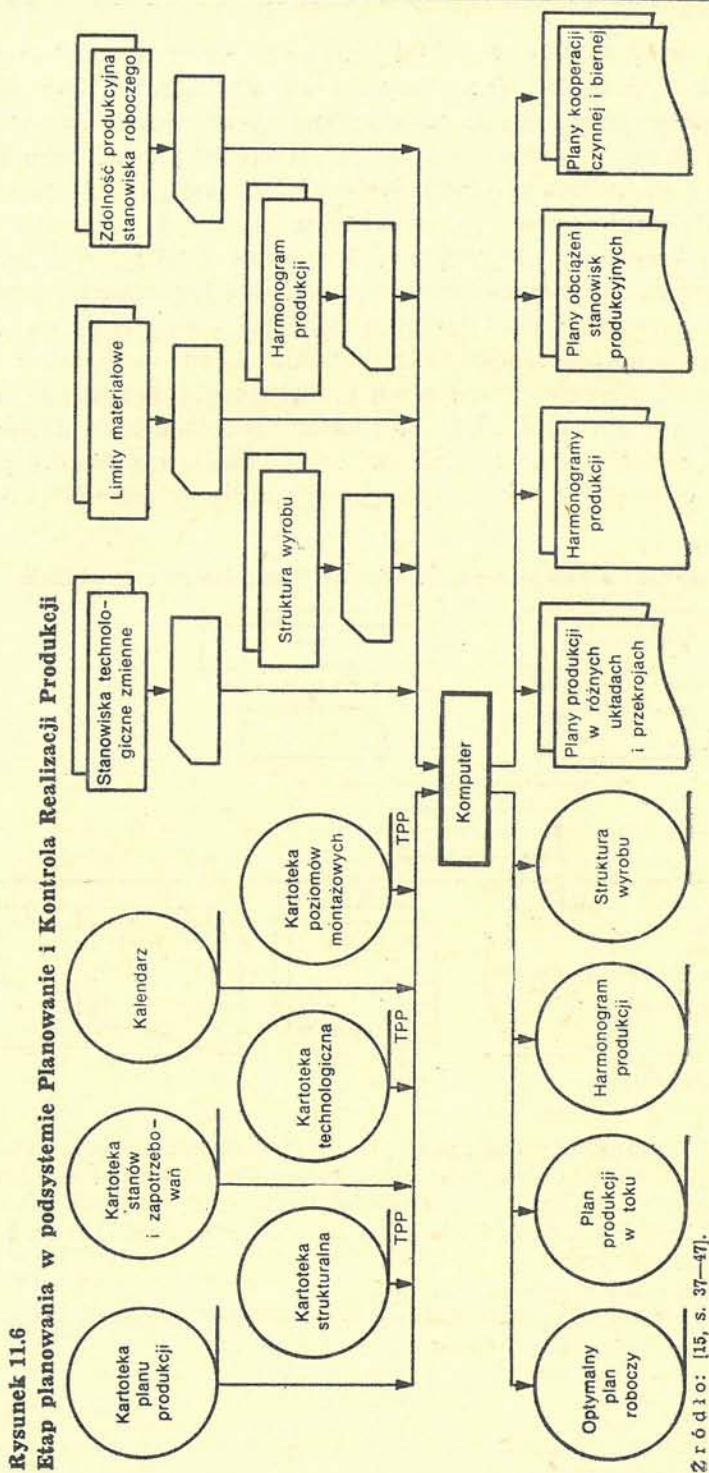 Rysunek 11.6
Etap planowania w podsystemie Planowanie i Kontrola Realizacji Produkcji
Kartoteka
planu
produkcji
Kartoteka
stanów
i zapotrzebo-
wań
Kalendarz
Stanowiska technolo-
giczne zmienne
Limity materiałowe
Zdolność produkcyjna
stanowiska roboczego
Kartoteka
strukturalna
TPP
Kartoteka
technologiczna
TPP
Kartoteka
poziomów
montażowych
TPP
Struktura wyrobu
Harmonogram
produkcji
Komputer
Optymalny
plan
roboczy
Plan
produkcji
w toku
Harmonogram
produkcji
Struktura
wyrobu
Plany produkcji
w różnych
układach
i przekrojach
Harmonogramy
produkcji
Plany obciążeń
stanowisk
produkcyjnych
Plany kooperacji
czynnej i biernej
Źródło: [15, s. 37—47].